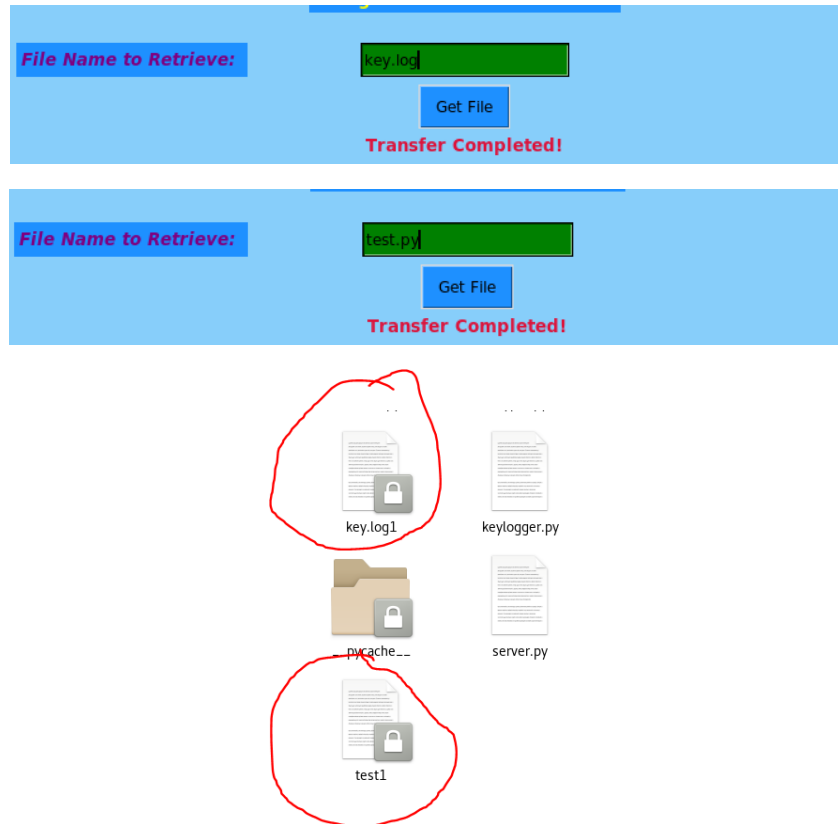 File Name to Retrieve: key.log
Get File
Transfer Completed!
File Name to Retrieve: test.py
Get File
Transfer Completed!
key.log1 keylogger.py
__pycache__ server.py
test1